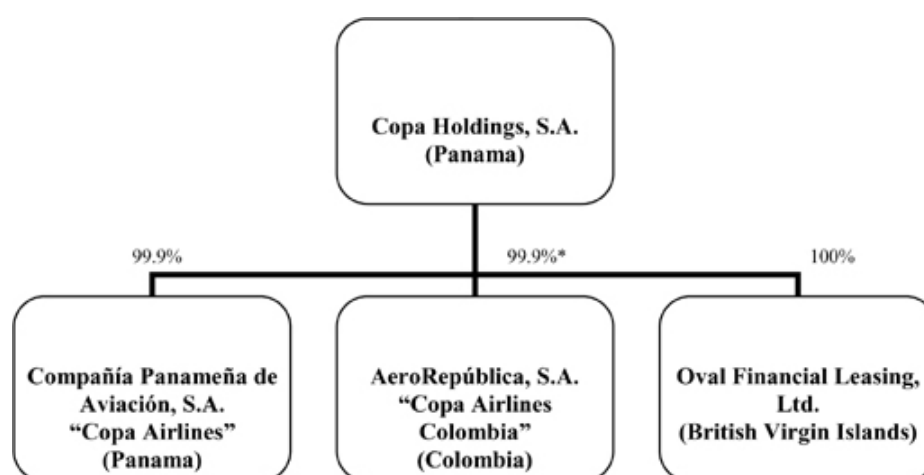 Copa Holdings, S.A.
(Panama)
99.9%
99.9%*
100%
Compañía Panameña de
Aviación, S.A.
“Copa Airlines”
(Panama)
AeroRepública, S.A.
“Copa Airlines
Colombia”
(Colombia)
Oval Financial Leasing,
Ltd.
(British Virgin Islands)